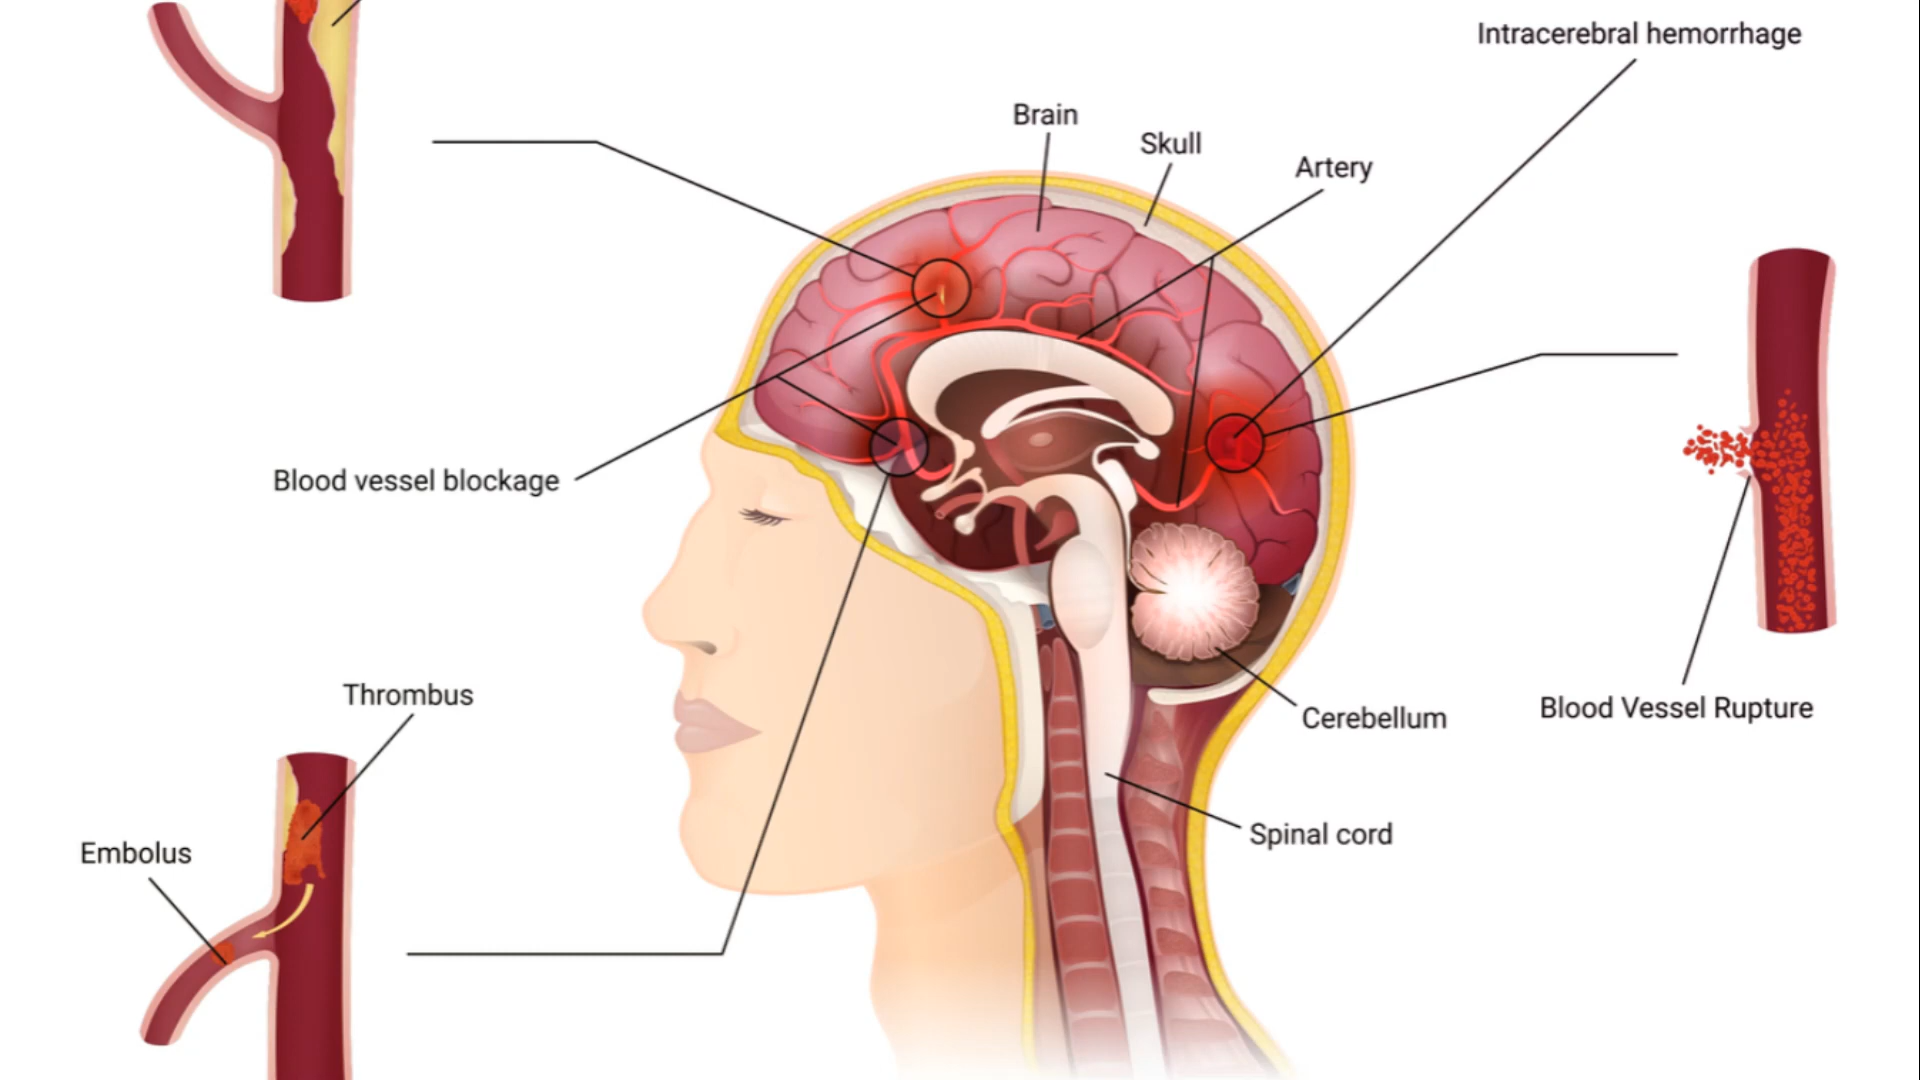 Intracerebral hemorrhage
Brain
Skull
Artery
Blood vessel blockage
Thrombus
Blood Vessel Rupture
Cerebellum
Spinal cord
Embolus